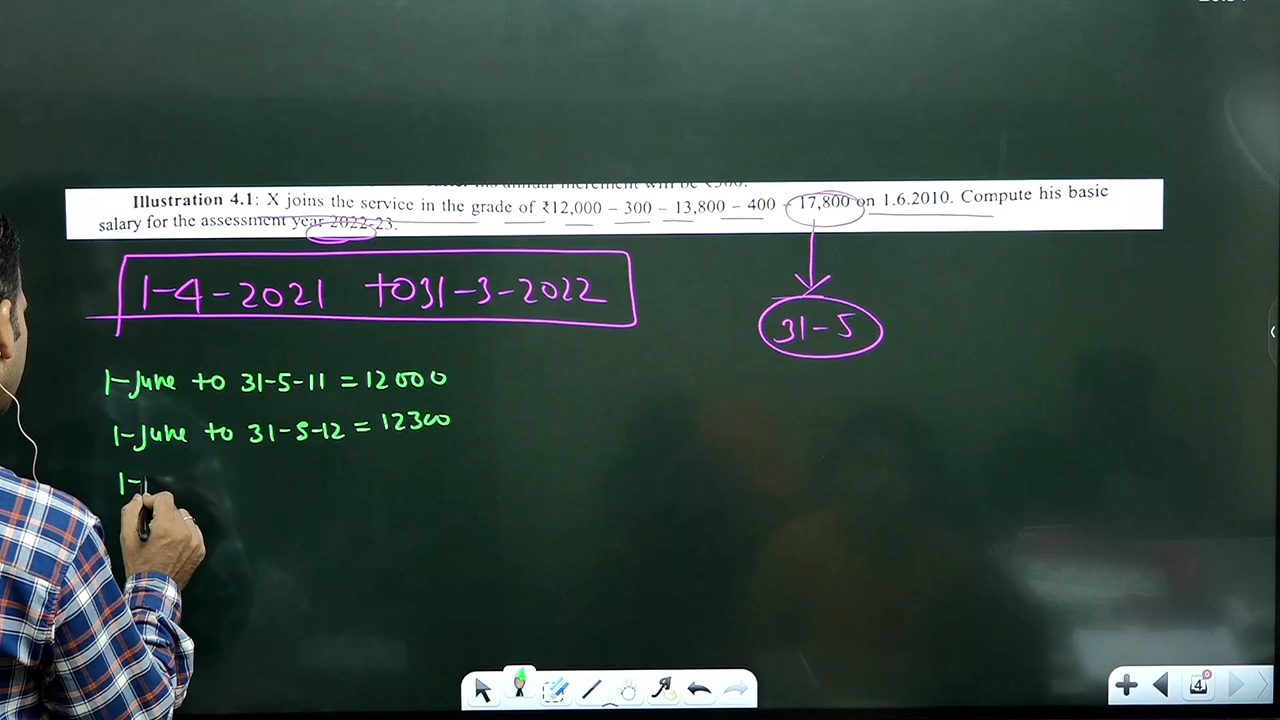 Illustration 4.1: X joins the service in the grade of ₹12,000 – 300 – 13,800 – 400 – 17,800 on 1.6.2010. Compute his basic
salary for the assessment year 2022-23.
1-4-2021 to 31-3-2022
31-5
1-June to 31-5-11 = 12000
1-June to 31-5-12 = 12300
1-
4